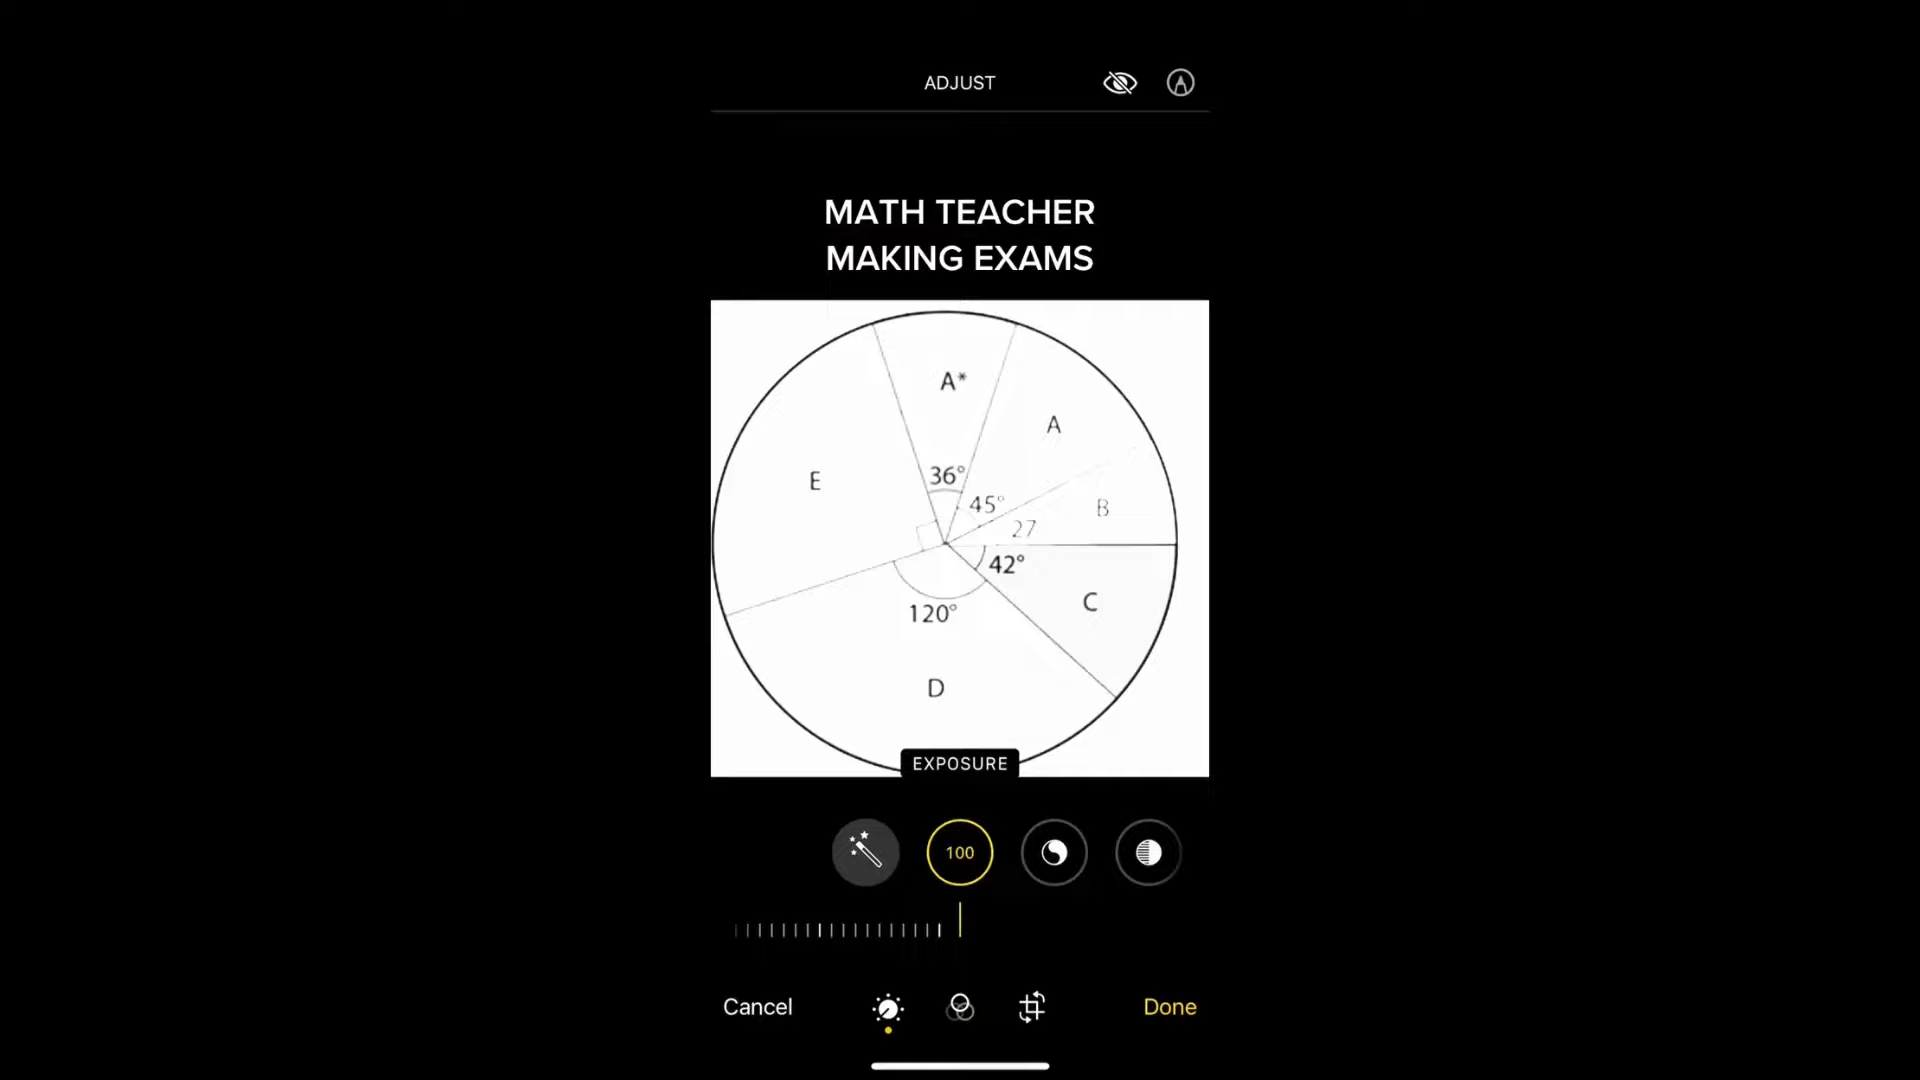 ADJUST
MATH TEACHER
MAKING EXAMS
A*
A
E
36°
45°
B
27
42°
C
120°
D
EXPOSURE
100
Cancel
Done